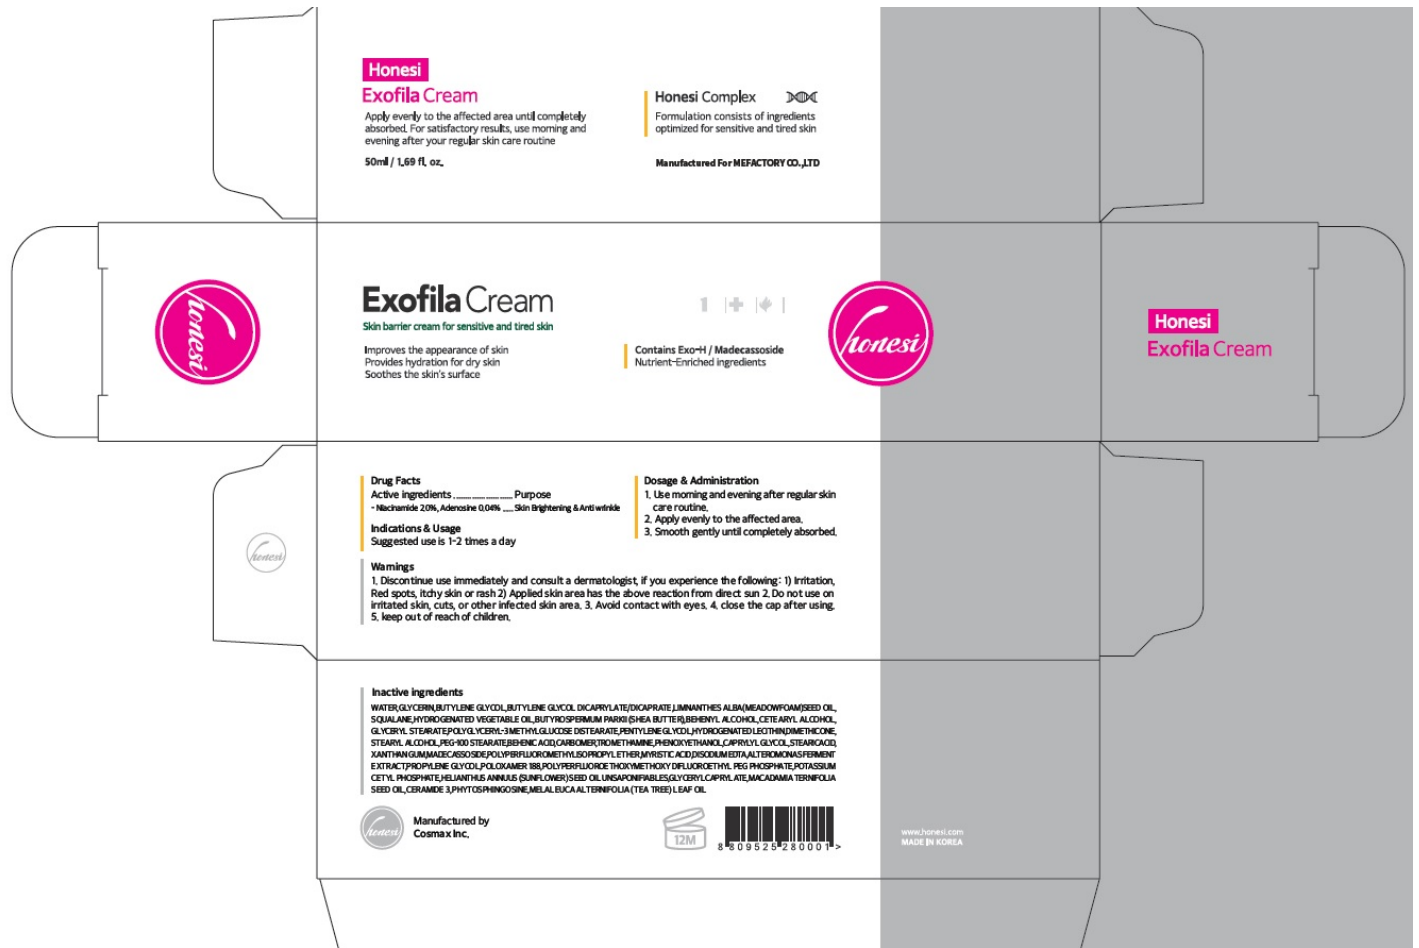 Honesi
Exofila Cream
Apply evenly to the affected area until completely
absorbed. For satisfactory results, use morning and
evening after your regular skin care routine
50ml / 1.69 fl. oz.
Honesi Complex
Formulation consists of ingredients
optimized for sensitive and tired skin
Manufactured For MEFACTORY CO.,LTD
honesi
Exofila Cream
Skin barrier cream for sensitive and tired skin
Improves the appearance of skin
Provides hydration for dry skin
Soothes the skin's surface
1
Contains Exo-H / Madecassoside
Nutrient-Enriched ingredients
honesi
Honesi
Exofila Cream
honesi
Drug Facts
Active ingredients ................... Purpose
- Niacinamide 2.0%, Adenosine 0.04% .... Skin Brightening & Anti wrinkle
Indications & Usage
Suggested use is 1-2 times a day
Dosage & Administration
1. Use morning and evening after regular skin
care routine.
2. Apply evenly to the affected area.
3. Smooth gently until completely absorbed.
Warnings
1. Discontinue use immediately and consult a dermatologist, if you experience the following: 1) Irritation,
Red spots, itchy skin or rash 2) Applied skin area has the above reaction from direct sun 2. Do not use on
irritated skin, cuts, or other infected skin area. 3. Avoid contact with eyes. 4. close the cap after using.
5. keep out of reach of children.
Inactive ingredients
WATER,GLYCERIN,BUTYLENE GLYCOL,BUTYLENE GLYCOL DICAPRYLATE/DICAPRATE,LIMNANTHES ALBA(MEADOWFOAM)SEED OIL,
SQUALANE,HYDROGENATED VEGETABLE OIL,BUTYROSPERMUM PARKII (SHEA BUTTER),BEHENYL ALCOHOL,CETEARYL ALCOHOL,
GLYCERYL STEARATE,POLYGLYCERYL-3 METHYLGLUCOSE DISTEARATE,PENTYLENE GLYCOL,HYDROGENATED LECITHIN,DIMETHICONE,
STEARYL ALCOHOL,PEG-100 STEARATE,BEHENIC ACID,CARBOMER,TROMETHAMINE,PHENOXYETHANOL,CAPRYLYL GLYCOL,STEARIC ACID,
XANTHAN GUM,MADECASSOSIDE,POLYPERFLUOROMETHYLISOPROPYL ETHER,MYRISTIC ACID,DISODIUM EDTA,ALTEROMONAS FERMENT
EXTRACT,PROPYLENE GLYCOL,POLOXAMER 188,POLYPERFLUOROETHOXYMETHOXY DIFLUOROETHYL PEG PHOSPHATE,POTASSIUM
CETYL PHOSPHATE,HELIANTHUS ANNUUS (SUNFLOWER) SEED OIL UNSAPONIFIABLES,GLYCERYL CAPRYLATE,MACADAMIA TERNIFOLIA
SEED OIL,CERAMIDE 3,PHYTOSPHINGOSINE,MELALEUCA ALTERNIFOLIA (TEA TREE) LEAF OIL
honesi
Manufactured by
Cosmax Inc.
12M
8 809525 280001 >
www.honesi.com
MADE IN KOREA